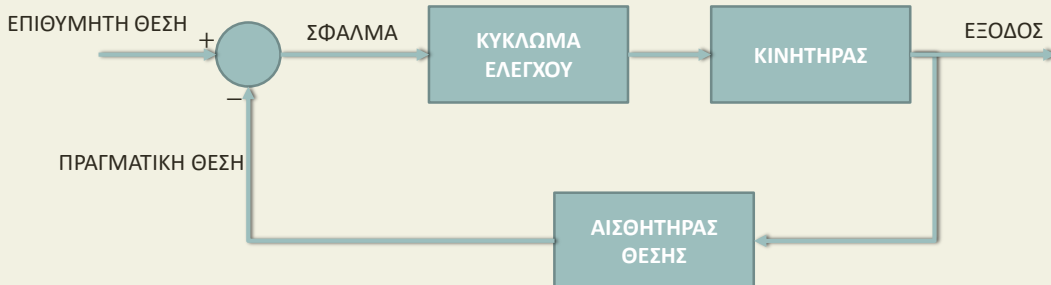 ΕΠΙΘΥΜΗΤΗ ΘΕΣΗ
+
ΣΦΑΛΜΑ
ΚΥΚΛΩΜΑ
ΕΛΕΓΧΟΥ
ΚΙΝΗΤΗΡΑΣ
ΕΞΟΔΟΣ
−
ΠΡΑΓΜΑΤΙΚΗ ΘΕΣΗ
ΑΙΣΘΗΤΗΡΑΣ
ΘΕΣΗΣ